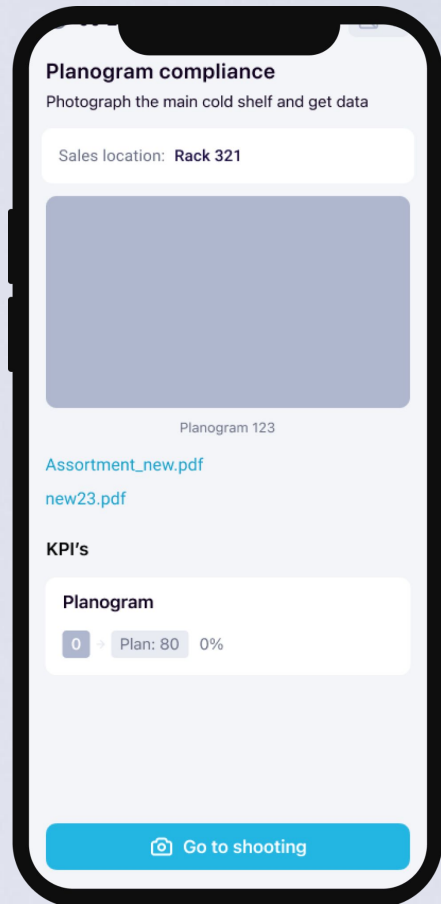 Planogram compliance
Photograph the main cold shelf and get data
Sales location: Rack 321
Planogram 123
Assortment_new.pdf
new23.pdf
KPI's
Planogram
0 → Plan: 80 0%
Go to shooting